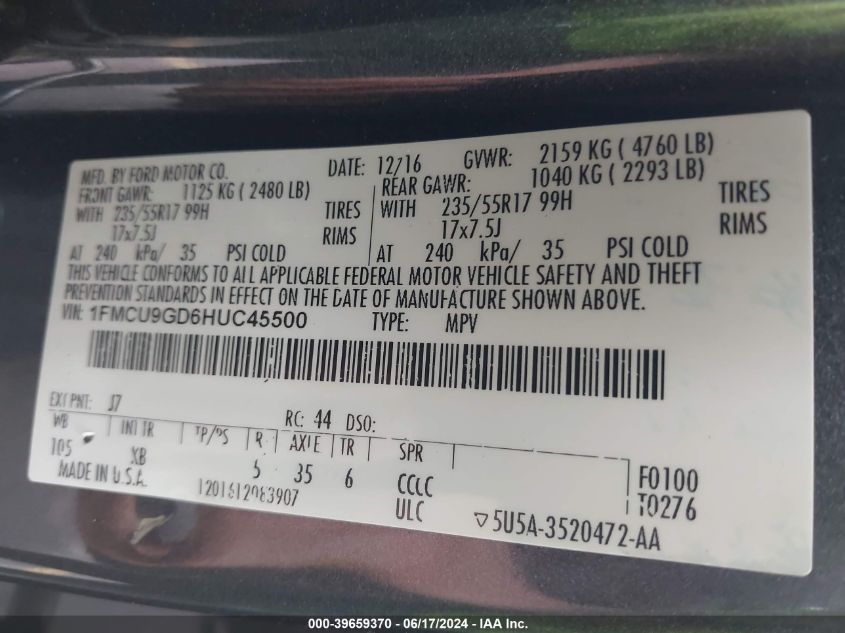 MFD. BY FORD MOTOR CO. DATE: 12/16 GVWR: 2159 KG ( 4760 LB)
FRONT GAWR: 1125 KG ( 2480 LB) REAR GAWR: 1040 KG ( 2293 LB)
WITH 235/55R17 99H TIRES WITH 235/55R17 99H TIRES
17x7.5J RIMS 17x7.5J RIMS
AT 240 kPa/ 35 PSI COLD AT 240 kPa/ 35 PSI COLD
THIS VEHICLE CONFORMS TO ALL APPLICABLE FEDERAL MOTOR VEHICLE SAFETY AND THEFT
PREVENTION STANDARDS IN EFFECT ON THE DATE OF MANUFACTURE SHOWN ABOVE.
VIN: 1FMCU9GD6HUC45500 TYPE: MPV
EXT PNT: J7 RC: 44 DSO:
WB INT TR TP/PS R AXLE TR SPR
105 XB 5 35 6 CCLC F0100
MADE IN U.S.A. ULC T0276
5U5A-3520472-AA
000-39659370 - 06/17/2024 - IAA Inc.